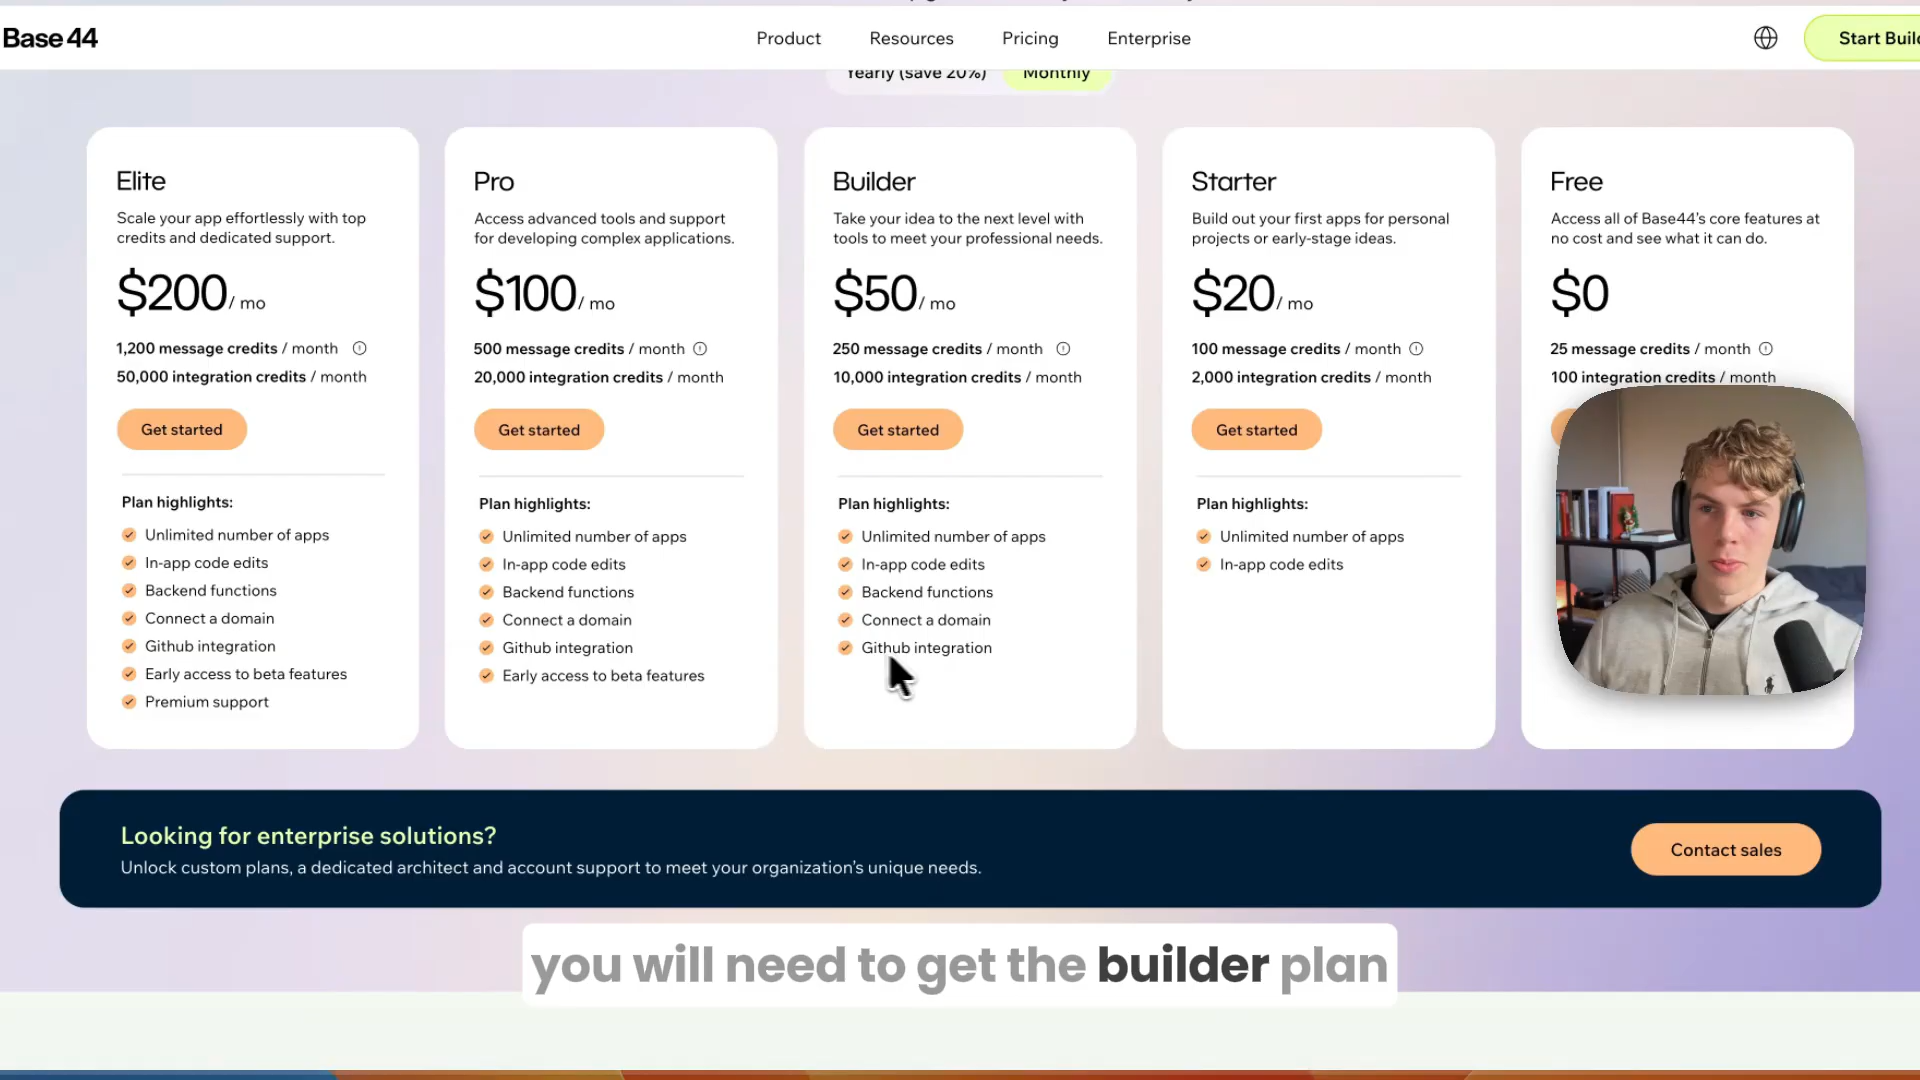 Base 44
Product
Resources
Pricing
Enterprise
Yearly (save 20%)
Monthly
Elite
Scale your app effortlessly with top
credits and dedicated support.
$200 / mo
1,200 message credits / month
50,000 integration credits / month
Get started
Plan highlights:
Unlimited number of apps
In-app code edits
Backend functions
Connect a domain
Github integration
Early access to beta features
Premium support
Pro
Access advanced tools and support
for developing complex applications.
$100 / mo
500 message credits / month
20,000 integration credits / month
Get started
Plan highlights:
Unlimited number of apps
In-app code edits
Backend functions
Connect a domain
Github integration
Early access to beta features
Builder
Take your idea to the next level with
tools to meet your professional needs.
$50 / mo
250 message credits / month
10,000 integration credits / month
Get started
Plan highlights:
Unlimited number of apps
In-app code edits
Backend functions
Connect a domain
Github integration
Starter
Build out your first apps for personal
projects or early-stage ideas.
$20 / mo
100 message credits / month
2,000 integration credits / month
Get started
Plan highlights:
Unlimited number of apps
In-app code edits
Free
Access all of Base44's core features at
no cost and see what it can do.
$0
25 message credits / month
100 integration credits / month
Start
Looking for enterprise solutions?
Unlock custom plans, a dedicated architect and account support to meet your organization's unique needs.
Contact sales
you will need to get the builder plan